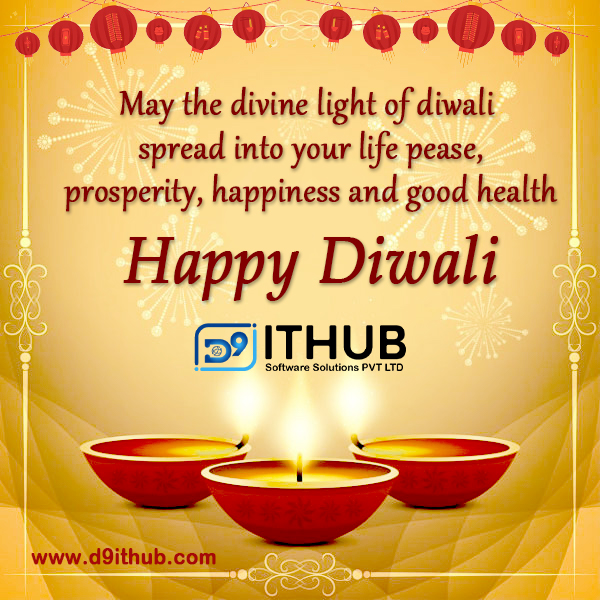 May the divine light of diwali
spread into your life pease,
prosperity, happiness and good health
Happy Diwali
D9 ITHUB
Software Solutions PVT LTD
www.d9ithub.com